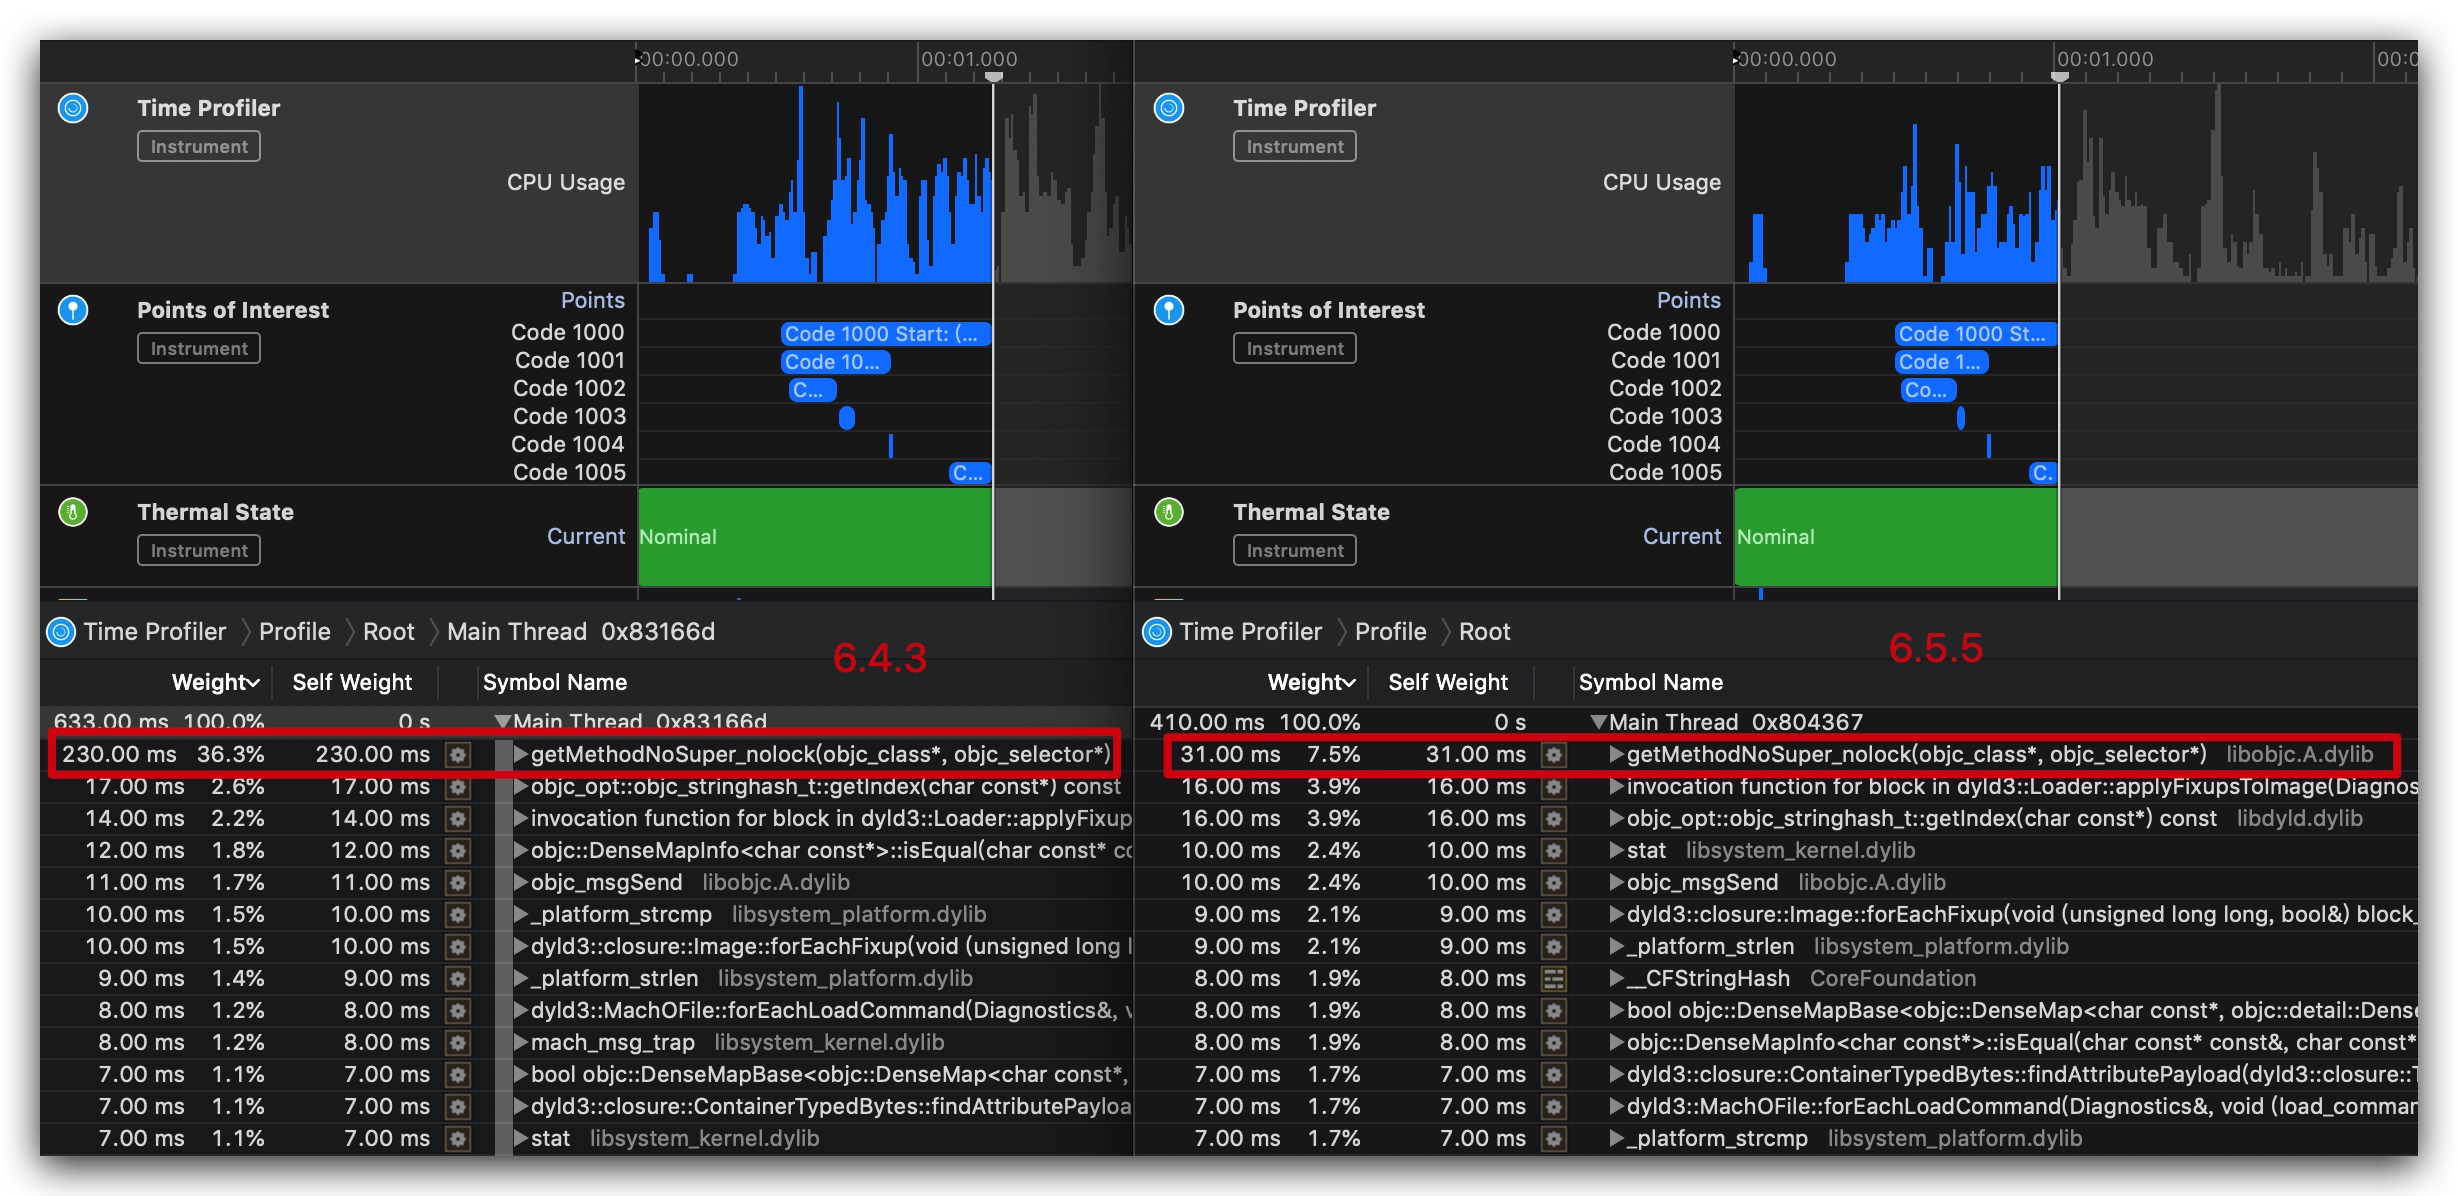 00:00.000 00:01.000
Time Profiler
Instrument
CPU Usage
Points of Interest
Instrument
Points
Code 1000 Code 1000 Start: (...
Code 1001 Code 10...
Code 1002 C...
Code 1003
Code 1004
Code 1005 C...
Thermal State
Instrument
Current Nominal
Time Profiler Profile Root Main Thread 0x83166d
6.4.3
Weight Self Weight Symbol Name
633.00 ms 100.0% 0 s Main Thread 0x83166d
230.00 ms 36.3% 230.00 ms getMethodNoSuper_nolock(objc_class*, objc_selector*)
17.00 ms 2.6% 17.00 ms objc_opt::objc_stringhash_t::getIndex(char const*) const
14.00 ms 2.2% 14.00 ms invocation function for block in dyld3::Loader::applyFixup
12.00 ms 1.8% 12.00 ms objc::DenseMapInfo<char const*>::isEqual(char const* co
11.00 ms 1.7% 11.00 ms objc_msgSend libobjc.A.dylib
10.00 ms 1.5% 10.00 ms _platform_strcmp libsystem_platform.dylib
10.00 ms 1.5% 10.00 ms dyld3::closure::Image::forEachFixup(void (unsigned long l
9.00 ms 1.4% 9.00 ms _platform_strlen libsystem_platform.dylib
8.00 ms 1.2% 8.00 ms dyld3::MachOFile::forEachLoadCommand(Diagnostics&, v
8.00 ms 1.2% 8.00 ms mach_msg_trap libsystem_kernel.dylib
7.00 ms 1.1% 7.00 ms bool objc::DenseMapBase<objc::DenseMap<char const*,
7.00 ms 1.1% 7.00 ms dyld3::closure::ContainerTypedBytes::findAttributePayloa
7.00 ms 1.1% 7.00 ms stat libsystem_kernel.dylib
00:00.000 00:01.000 00:0
Time Profiler
Instrument
CPU Usage
Points of Interest
Instrument
Points
Code 1000 Code 1000 St...
Code 1001 Code 1...
Code 1002 Co...
Code 1003
Code 1004
Code 1005 C.
Thermal State
Instrument
Current Nominal
Time Profiler Profile Root
6.5.5
Weight Self Weight Symbol Name
410.00 ms 100.0% 0 s Main Thread 0x804367
31.00 ms 7.5% 31.00 ms getMethodNoSuper_nolock(objc_class*, objc_selector*) libobjc.A.dylib
16.00 ms 3.9% 16.00 ms invocation function for block in dyld3::Loader::applyFixupsToImage(Diagnos
16.00 ms 3.9% 16.00 ms objc_opt::objc_stringhash_t::getIndex(char const*) const libdyld.dylib
10.00 ms 2.4% 10.00 ms stat libsystem_kernel.dylib
10.00 ms 2.4% 10.00 ms objc_msgSend libobjc.A.dylib
9.00 ms 2.1% 9.00 ms dyld3::closure::Image::forEachFixup(void (unsigned long long, bool&) block_
9.00 ms 2.1% 9.00 ms _platform_strlen libsystem_platform.dylib
8.00 ms 1.9% 8.00 ms __CFStringHash CoreFoundation
8.00 ms 1.9% 8.00 ms bool objc::DenseMapBase<objc::DenseMap<char const*, objc::detail::Dense
8.00 ms 1.9% 8.00 ms objc::DenseMapInfo<char const*>::isEqual(char const* const&, char const*
7.00 ms 1.7% 7.00 ms dyld3::closure::ContainerTypedBytes::findAttributePayload(dyld3::closure::T
7.00 ms 1.7% 7.00 ms dyld3::MachOFile::forEachLoadCommand(Diagnostics&, void (load_comman
7.00 ms 1.7% 7.00 ms _platform_strcmp libsystem_platform.dylib